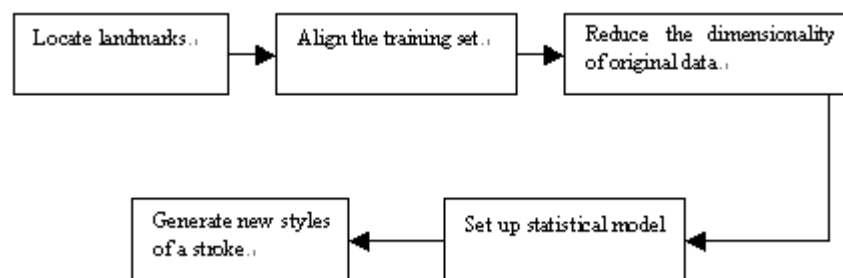 Locate landmarks.
Align the training set.
Reduce the dimensionality
of original data.
Generate new styles
of a stroke.
Set up statistical model